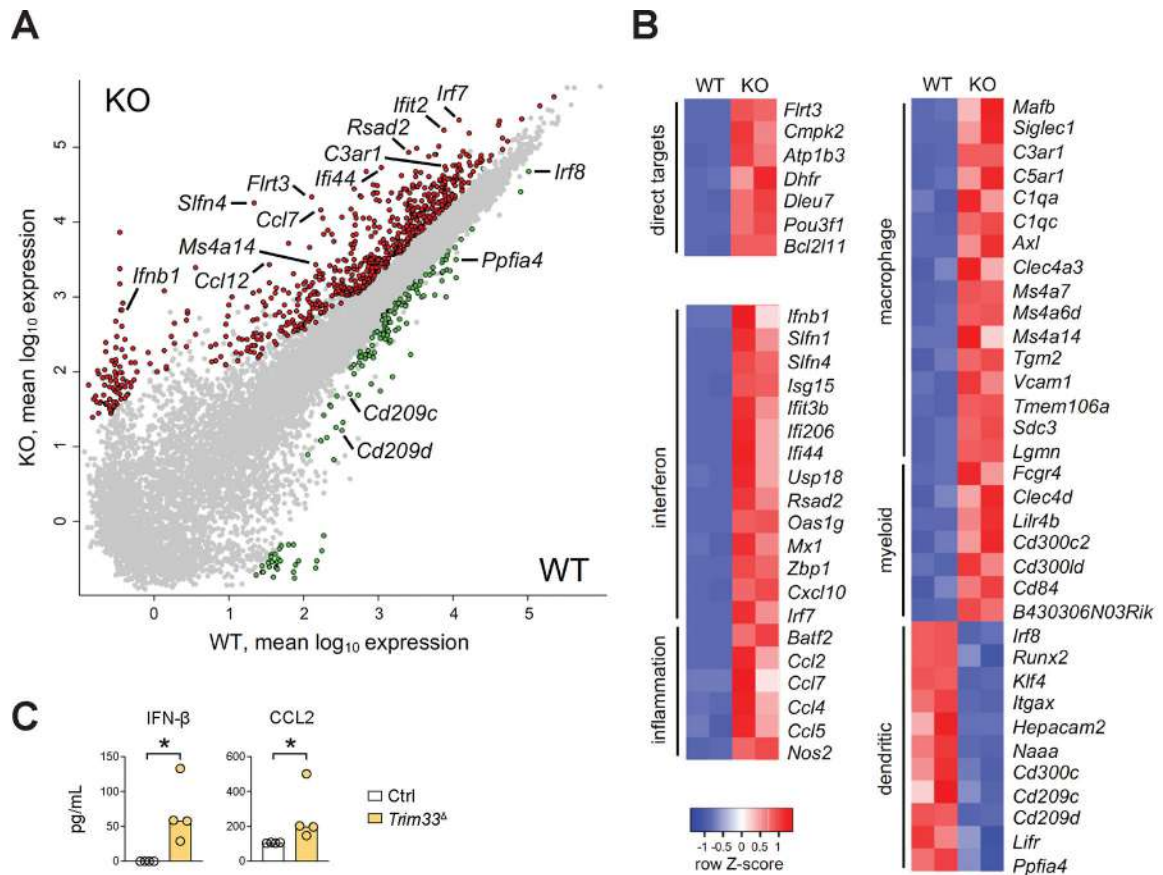 A
KO
KO, mean log10 expression
5
4
3
2
1
0
Irf7
Ifit2
Rsad2
C3ar1
Ifi44
Irf8
Flrt3
Slfn4
Ccl7
Ms4a14
Ccl12
Ifnb1
Ppfia4
Cd209c
Cd209d
WT
0 1 2 3 4 5
WT, mean log10 expression
B
WT KO
direct targets
Flrt3
Cmpk2
Atp1b3
Dhfr
Dleu7
Pou3f1
Bcl2l11
interferon
Ifnb1
Slfn1
Slfn4
Isg15
Ifit3b
Ifi206
Ifi44
Usp18
Rsad2
Oas1g
Mx1
Zbp1
Cxcl10
Irf7
inflammation
Batf2
Ccl2
Ccl7
Ccl4
Ccl5
Nos2
-1 0 1
row Z-score
WT KO
macrophage
Mafb
Siglec1
C3ar1
C5ar1
C1qa
C1qc
Axl
Clec4a3
Ms4a7
Ms4a6d
Ms4a14
Tgm2
Vcam1
Tmem106a
Sdc3
Lgmn
myeloid
Fcgr4
Clec4d
Lilr4b
Cd300c2
Cd300ld
Cd84
B430306N03Rik
dendritic
Irf8
Runx2
Klf4
Itgax
Hepacam2
Naaa
Cd300c
Cd209c
Cd209d
Lifr
Ppfia4
C
IFN-β CCL2
pg/mL
150
100
50
0
*
600
400
200
0
*
Ctrl
Trim33Δ